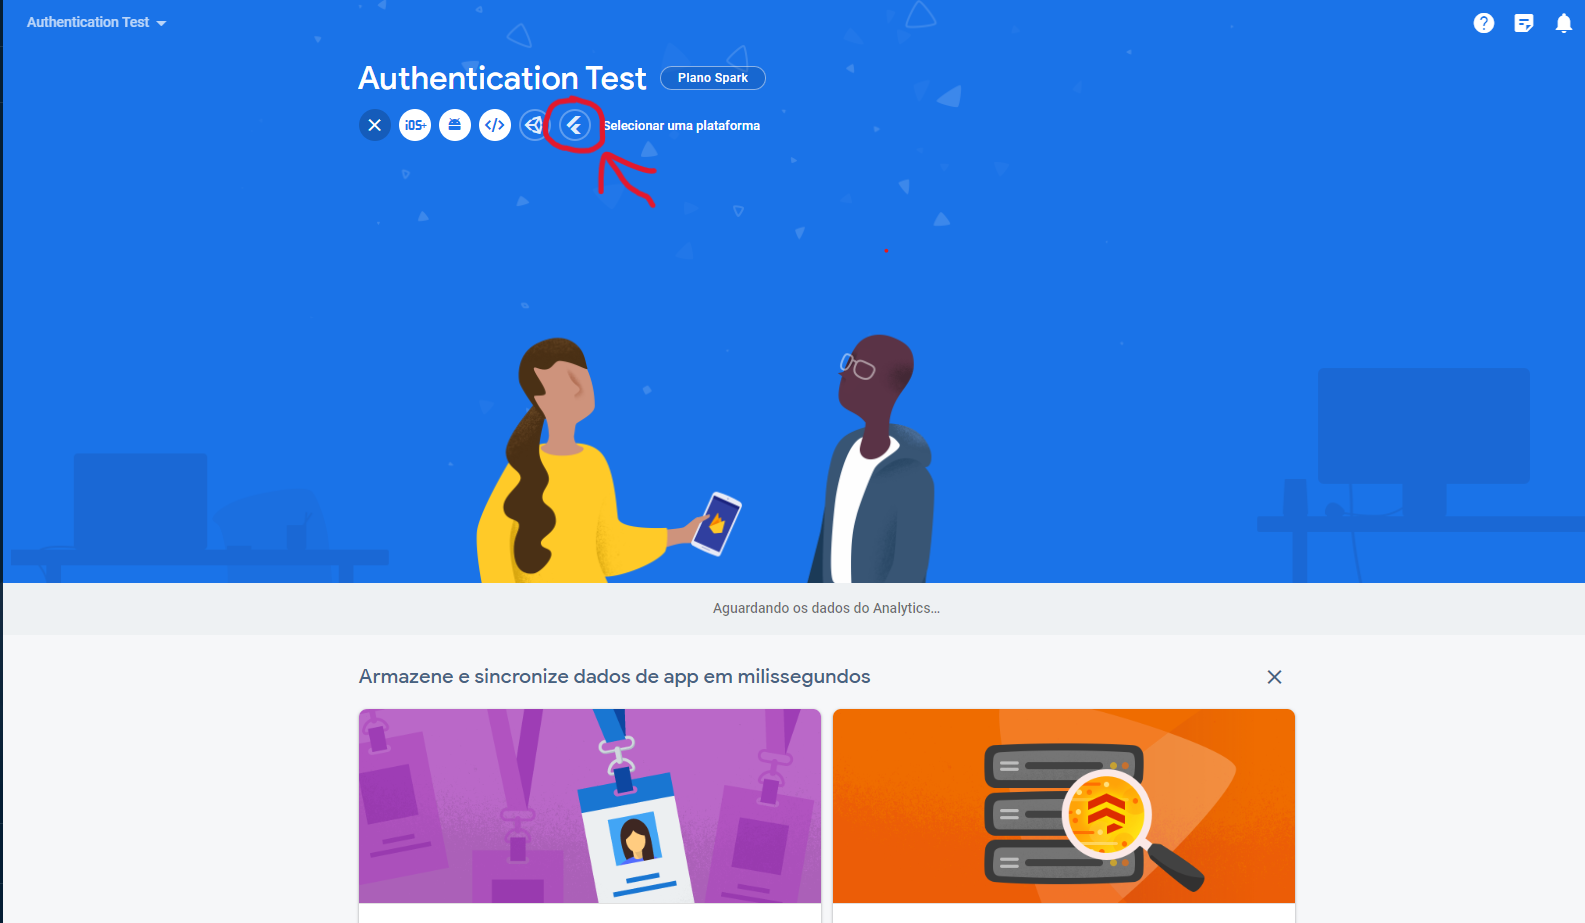 Authentication Test
Authentication Test Plano Spark
iOS+ </> Selecionar uma plataforma
Aguardando os dados do Analytics...
Armazene e sincronize dados de app em milissegundos